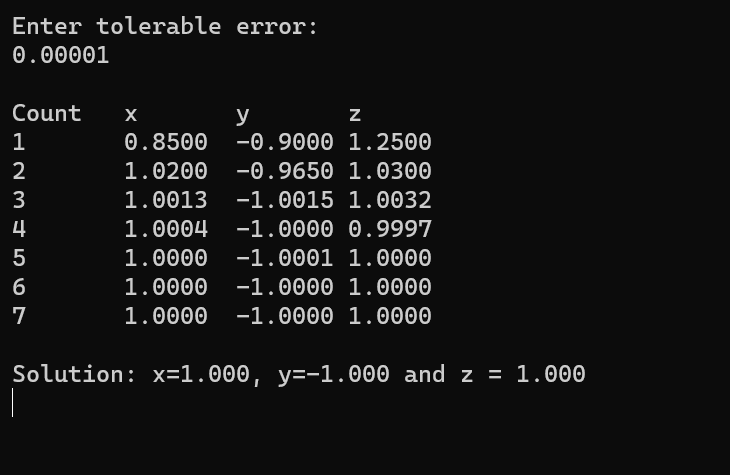 Enter tolerable error:
0.00001
Count x y z
1 0.8500 -0.9000 1.2500
2 1.0200 -0.9650 1.0300
3 1.0013 -1.0015 1.0032
4 1.0004 -1.0000 0.9997
5 1.0000 -1.0001 1.0000
6 1.0000 -1.0000 1.0000
7 1.0000 -1.0000 1.0000
Solution: x=1.000, y=-1.000 and z = 1.000